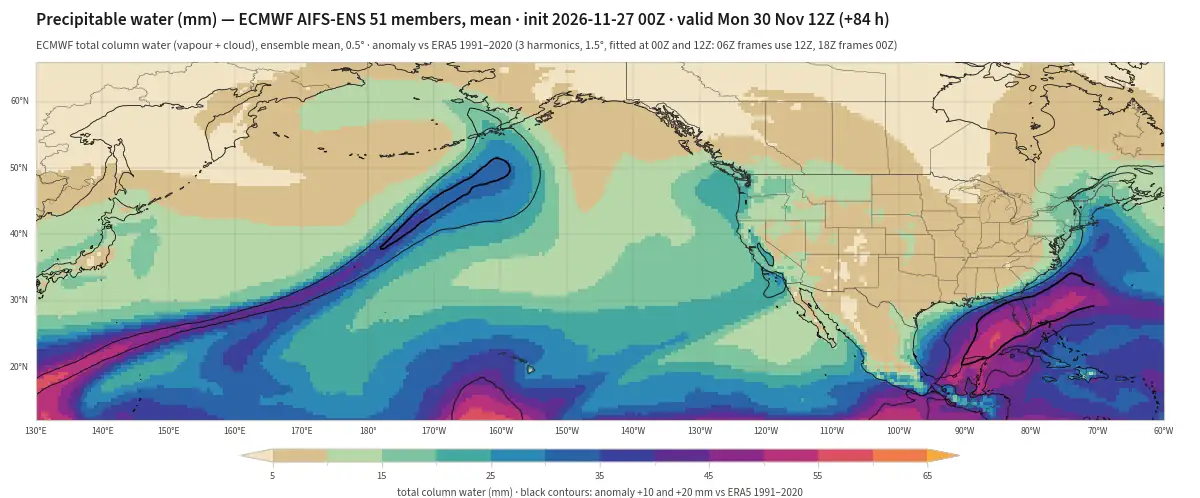 Precipitable water (mm) — ECMWF AIFS-ENS 51 members, mean · init 2026-11-27 00Z · valid Mon 30 Nov 12Z (+84 h)
ECMWF total column water (vapour + cloud), ensemble mean, 0.5° · anomaly vs ERA5 1991–2020 (3 harmonics, 1.5°, fitted at 00Z and 12Z: 06Z frames use 12Z, 18Z frames 00Z)
60°N
50°N
40°N
30°N
20°N
130°E 140°E 150°E 160°E 170°E 180° 170°W 160°W 150°W 140°W 130°W 120°W 110°W 100°W 90°W 80°W 70°W 60°W
5 15 25 35 45 55 65
total column water (mm) · black contours: anomaly +10 and +20 mm vs ERA5 1991–2020